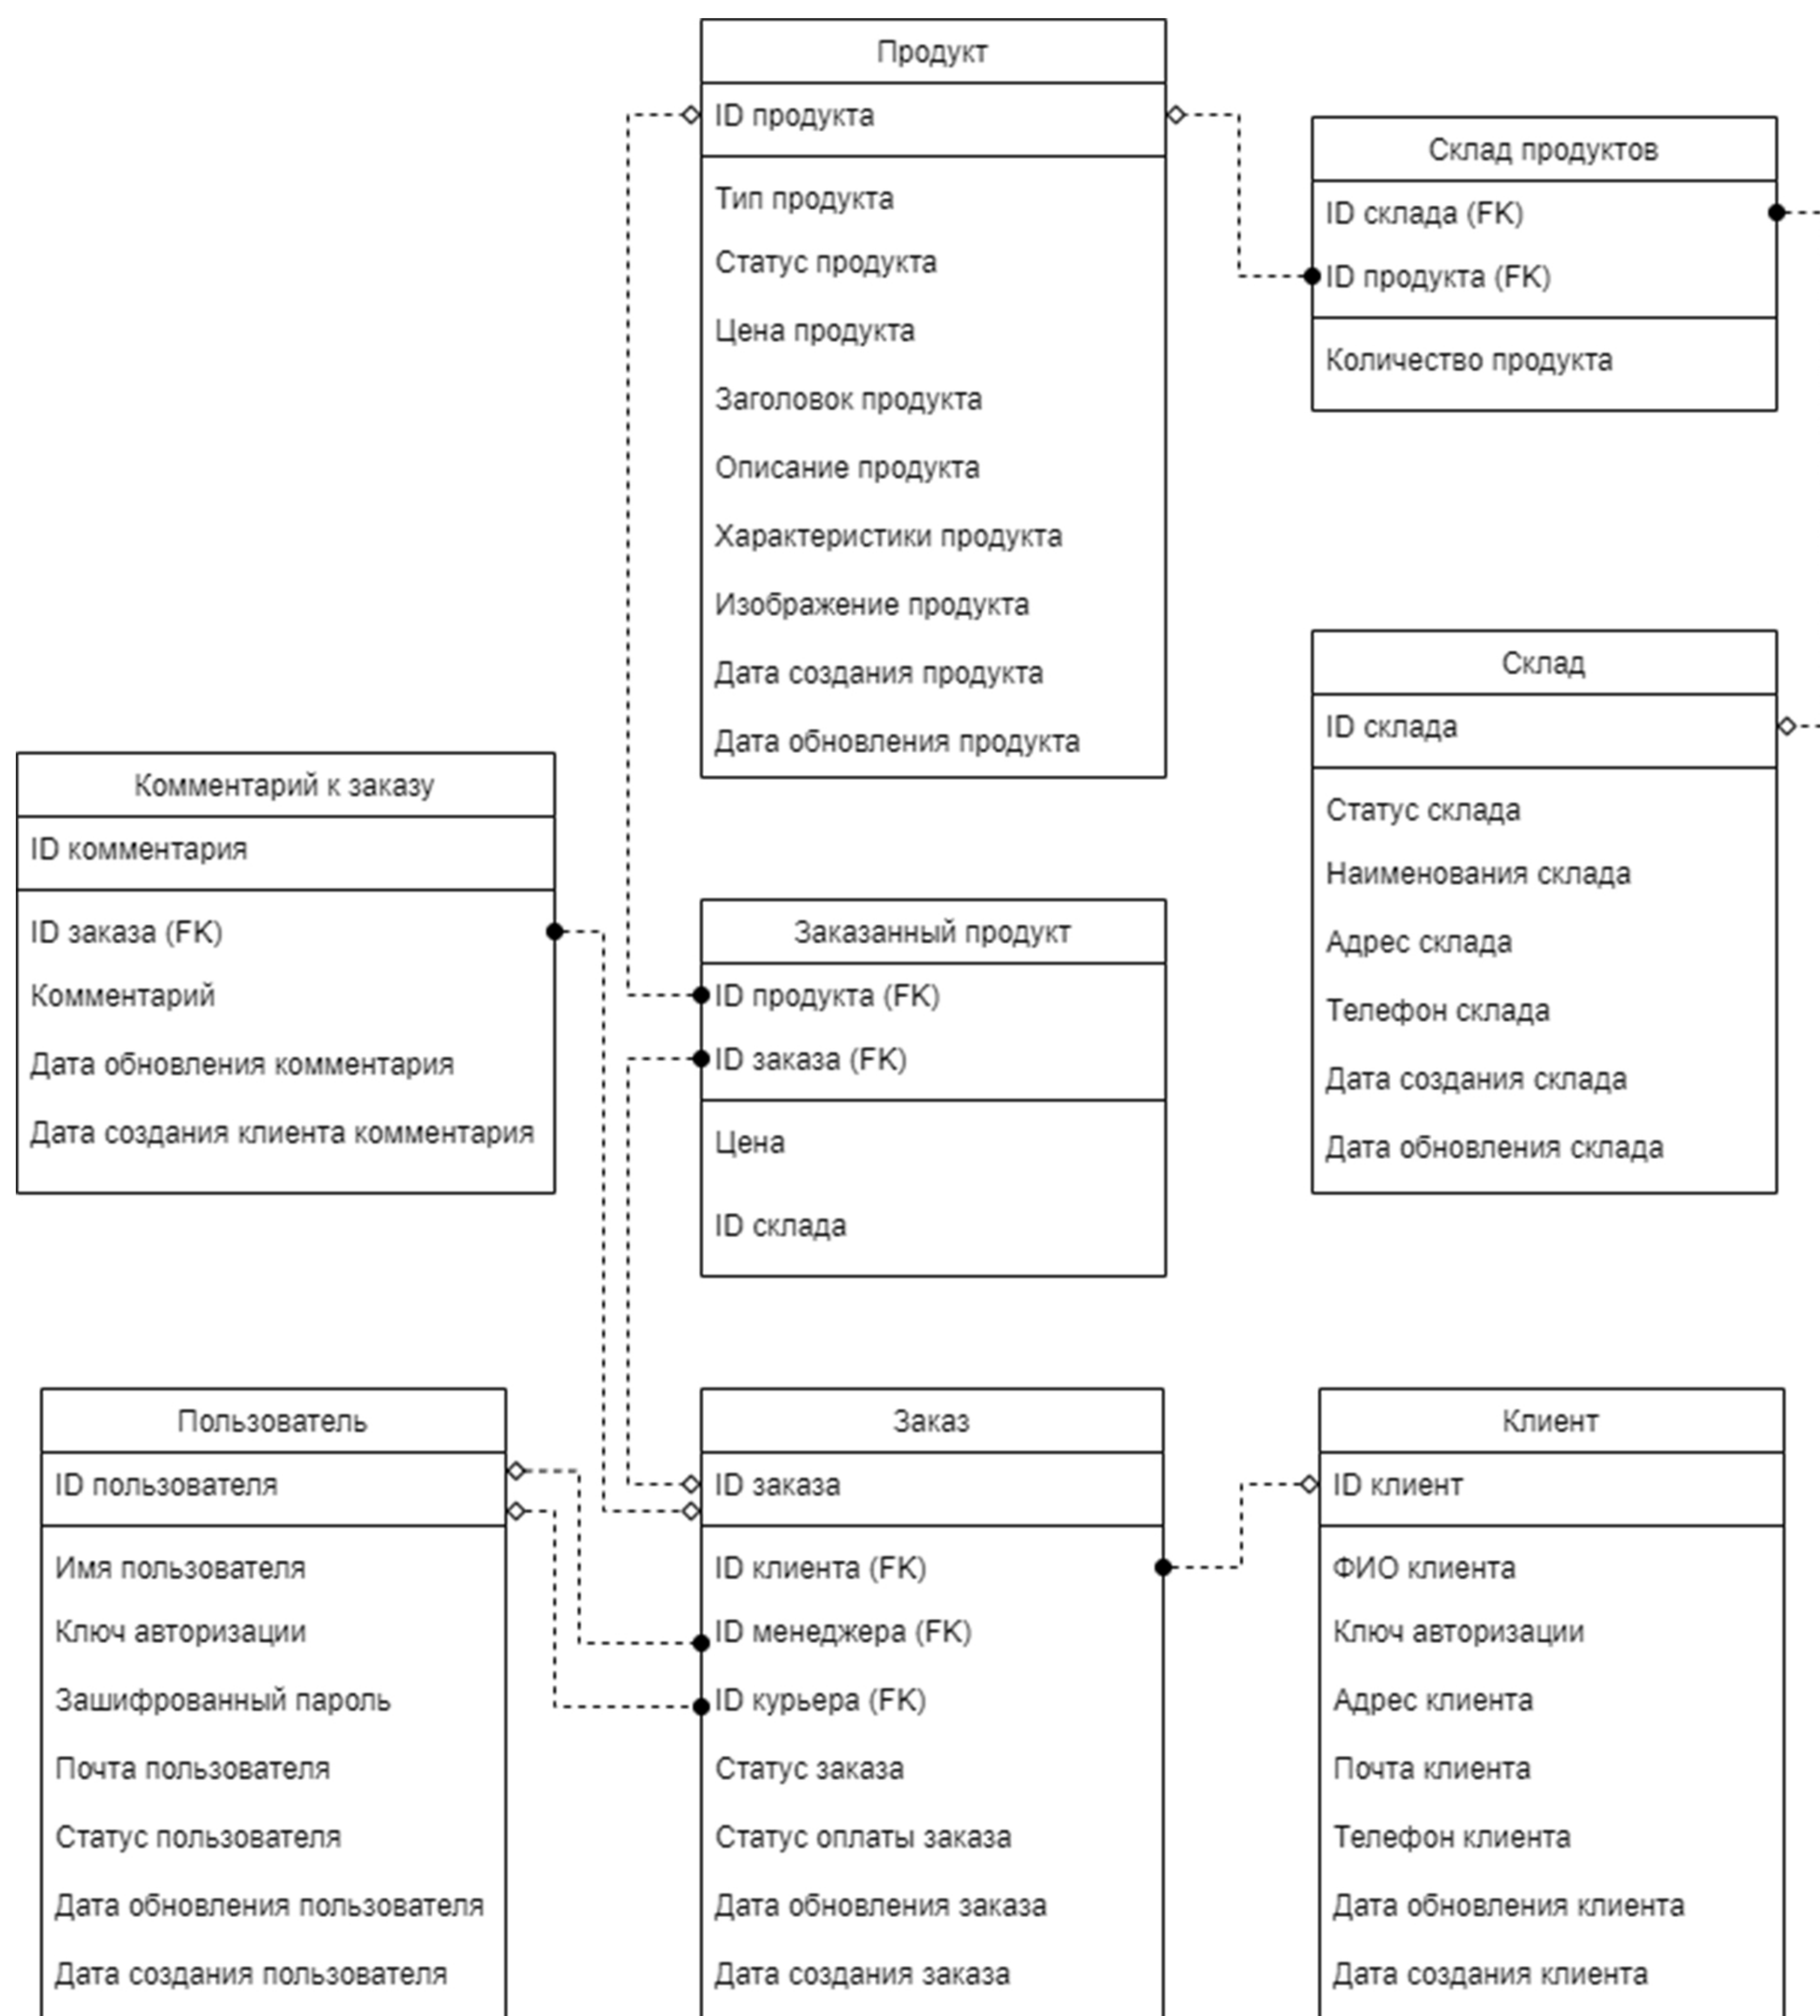 Продукт
ID продукта
Тип продукта
Статус продукта
Цена продукта
Заголовок продукта
Описание продукта
Характеристики продукта
Изображение продукта
Дата создания продукта
Дата обновления продукта
Склад продуктов
ID склада (FK)
ID продукта (FK)
Количество продукта
Склад
ID склада
Статус склада
Наименования склада
Адрес склада
Телефон склада
Дата создания склада
Дата обновления склада
Комментарий к заказу
ID комментария
ID заказа (FK)
Комментарий
Дата обновления комментария
Дата создания клиента комментария
Заказанный продукт
ID продукта (FK)
ID заказа (FK)
Цена
ID склада
Пользователь
ID пользователя
Имя пользователя
Ключ авторизации
Зашифрованный пароль
Почта пользователя
Статус пользователя
Дата обновления пользователя
Дата создания пользователя
Заказ
ID заказа
ID клиента (FK)
ID менеджера (FK)
ID курьера (FK)
Статус заказа
Статус оплаты заказа
Дата обновления заказа
Дата создания заказа
Клиент
ID клиент
ФИО клиента
Ключ авторизации
Адрес клиента
Почта клиента
Телефон клиента
Дата обновления клиента
Дата создания клиента